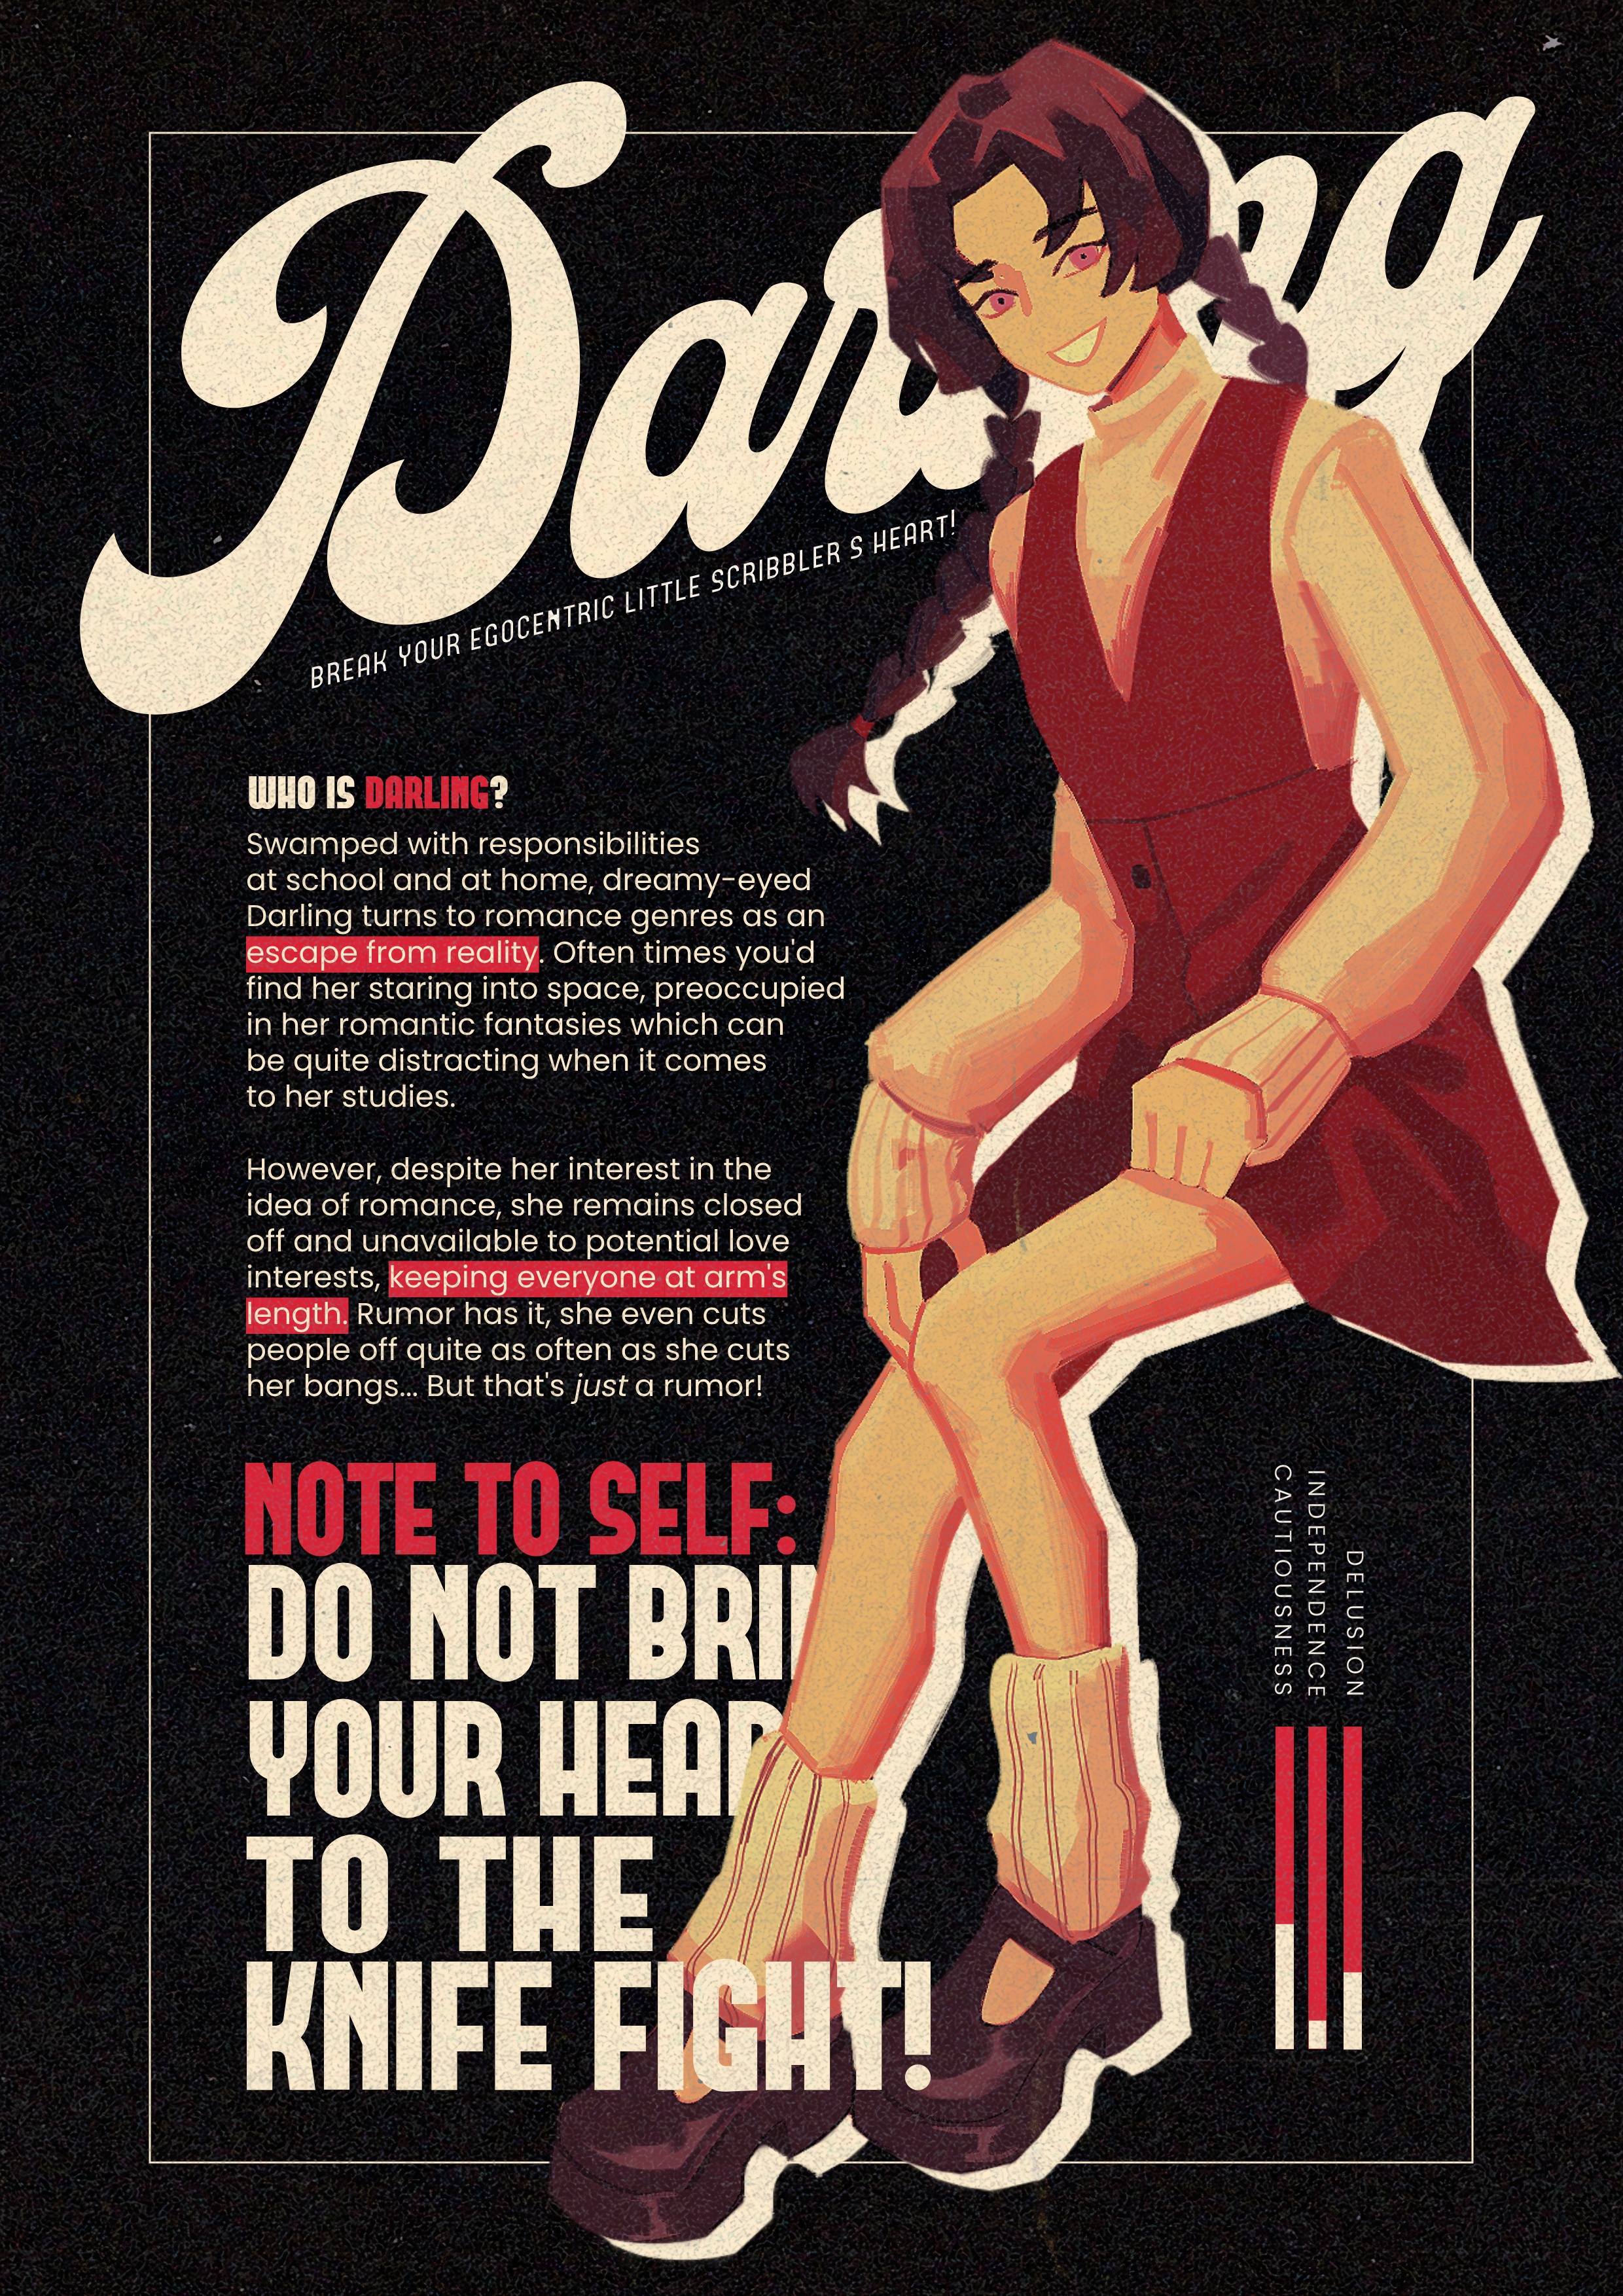 Darling
BREAK YOUR EGOCENTRIC LITTLE SCRIBBLER S HEART!
WHO IS DARLING?
Swamped with responsibilities
at school and at home, dreamy-eyed
Darling turns to romance genres as an
escape from reality. Often times you'd
find her staring into space, preoccupied
in her romantic fantasies which can
be quite distracting when it comes
to her studies.
However, despite her interest in the
idea of romance, she remains closed
off and unavailable to potential love
interests, keeping everyone at arm's
length. Rumor has it, she even cuts
people off quite as often as she cuts
her bangs... But that's just a rumor!
NOTE TO SELF:
DO NOT BRIN
YOUR HEAR
TO THE
KNIFE FIGHT!
DELUSION
INDEPENDENCE
CAUTIOUSNESS